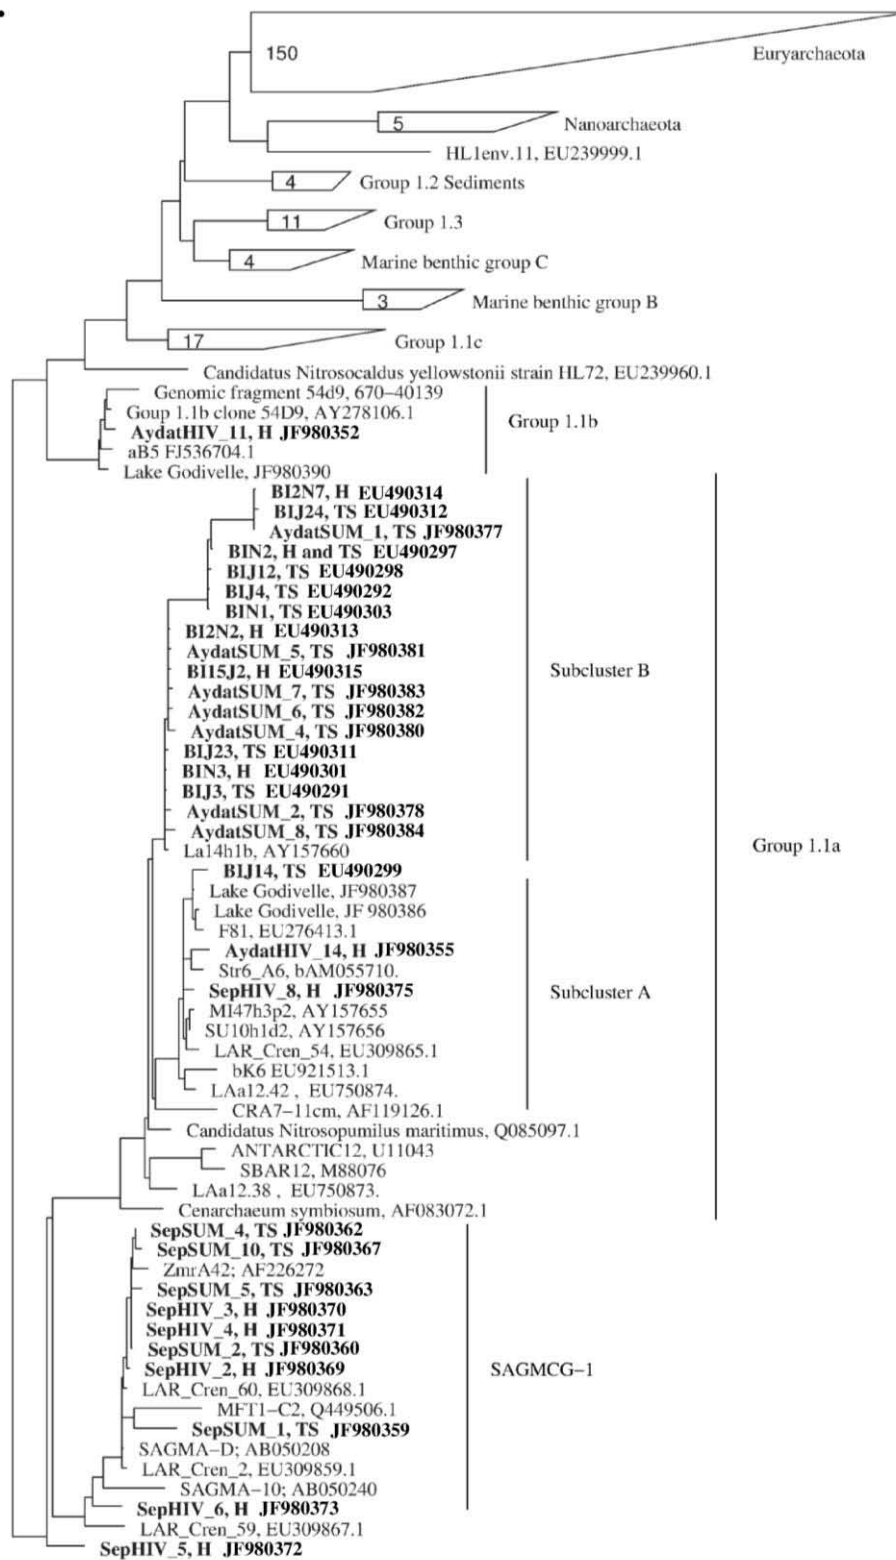 150
Euryarchaeota
5
Nanoarchaeota
HL1env.11, EU239999.1
4
Group 1.2 Sediments
11
Group 1.3
4
Marine benthic group C
3
Marine benthic group B
17
Group 1.1c
Candidatus Nitrosocaldus yellowstonii strain HL72, EU239960.1
Genomic fragment 54d9, 670–40139
Goup 1.1b clone 54D9, AY278106.1
Group 1.1b
AydatHIV_11, H JF980352
aB5 FJ536704.1
Lake Godivelle, JF980390
BI2N7, H EU490314
BIJ24, TS EU490312
AydatSUM_1, TS JF980377
BIN2, H and TS EU490297
BIJ12, TS EU490298
BIJ4, TS EU490292
BIN1, TS EU490303
BI2N2, H EU490313
AydatSUM_5, TS JF980381
BI15J2, H EU490315
Subcluster B
AydatSUM_7, TS JF980383
AydatSUM_6, TS JF980382
AydatSUM_4, TS JF980380
BIJ23, TS EU490311
BIN3, H EU490301
BIJ3, TS EU490291
AydatSUM_2, TS JF980378
AydatSUM_8, TS JF980384
La14h1b, AY157660
Group 1.1a
BIJ14, TS EU490299
Lake Godivelle, JF980387
Lake Godivelle, JF 980386
F81, EU276413.1
AydatHIV_14, H JF980355
Str6_A6, bAM055710.
SepHIV_8, H JF980375
Subcluster A
MI47h3p2, AY157655
SU10h1d2, AY157656
LAR_Cren_54, EU309865.1
bK6 EU921513.1
LAa12.42 , EU750874.
CRA7–11cm, AF119126.1
Candidatus Nitrosopumilus maritimus, Q085097.1
ANTARCTIC12, U11043
SBAR12, M88076
LAa12.38 , EU750873.
Cenarchaeum symbiosum, AF083072.1
SepSUM_4, TS JF980362
SepSUM_10, TS JF980367
ZmrA42; AF226272
SepSUM_5, TS JF980363
SepHIV_3, H JF980370
SepHIV_4, H JF980371
SepSUM_2, TS JF980360
SepHIV_2, H JF980369
SAGMCG–1
LAR_Cren_60, EU309868.1
MFT1–C2, Q449506.1
SepSUM_1, TS JF980359
SAGMA–D; AB050208
LAR_Cren_2, EU309859.1
SAGMA–10; AB050240
SepHIV_6, H JF980373
LAR_Cren_59, EU309867.1
SepHIV_5, H JF980372